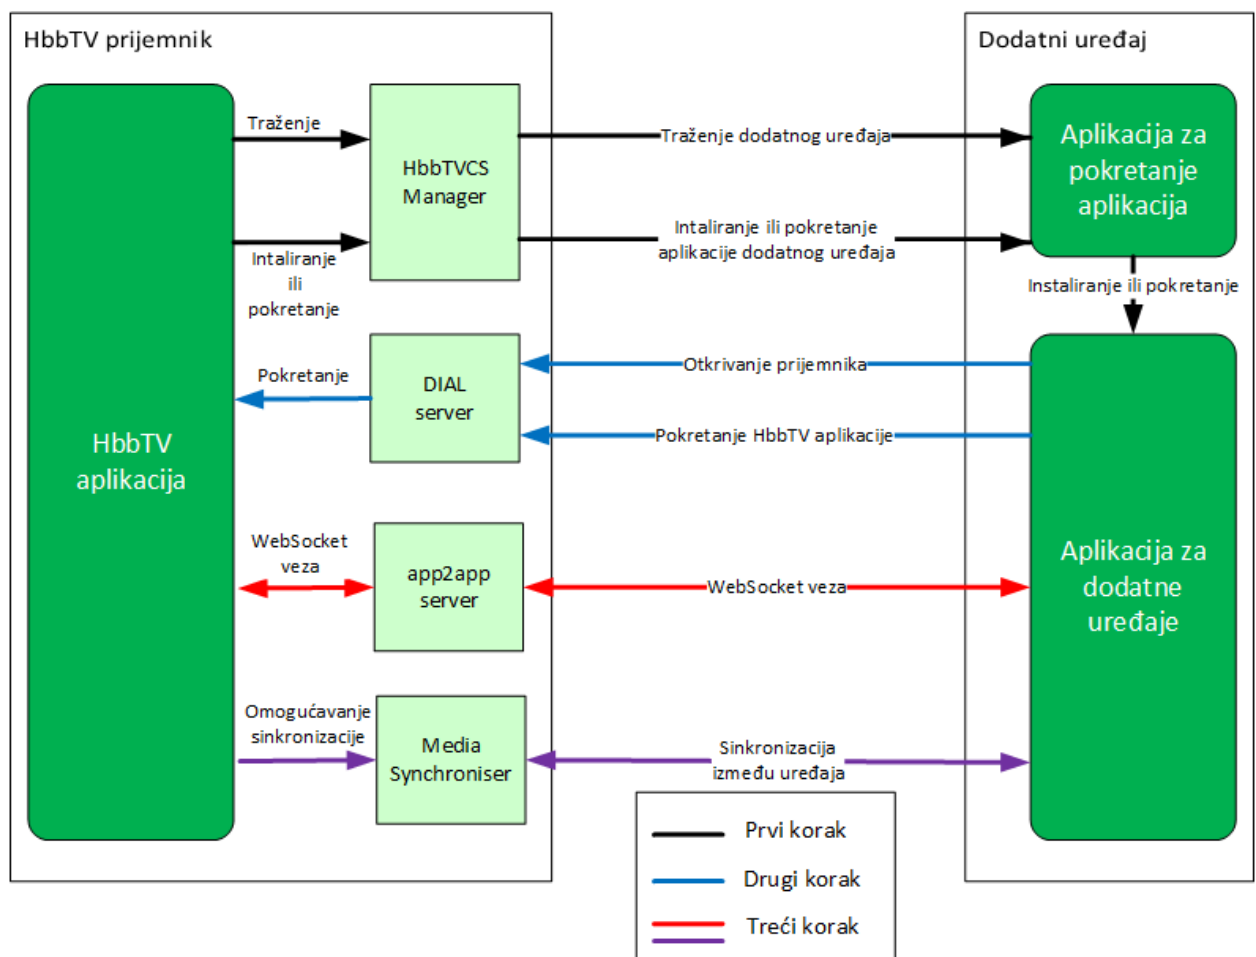 HbbTV prijemnik
Dodatni uređaj
HbbTV
aplikacija
Traženje
Intaliranje
ili
pokretanje
HbbTVCS
Manager
Traženje dodatnog uređaja
Intaliranje ili pokretanje
aplikacije dodatnog uređaja
Aplikacija za
pokretanje
aplikacija
Instaliranje ili pokretanje
Pokretanje
DIAL
server
Otkrivanje prijemnika
Pokretanje HbbTV aplikacije
WebSocket
veza
app2app
server
WebSocket veza
Aplikacija za
dodatne
uređaje
Omogućavanje
sinkronizacije
Media
Synchroniser
Sinkronizacija
između uređaja
Prvi korak
Drugi korak
Treći korak